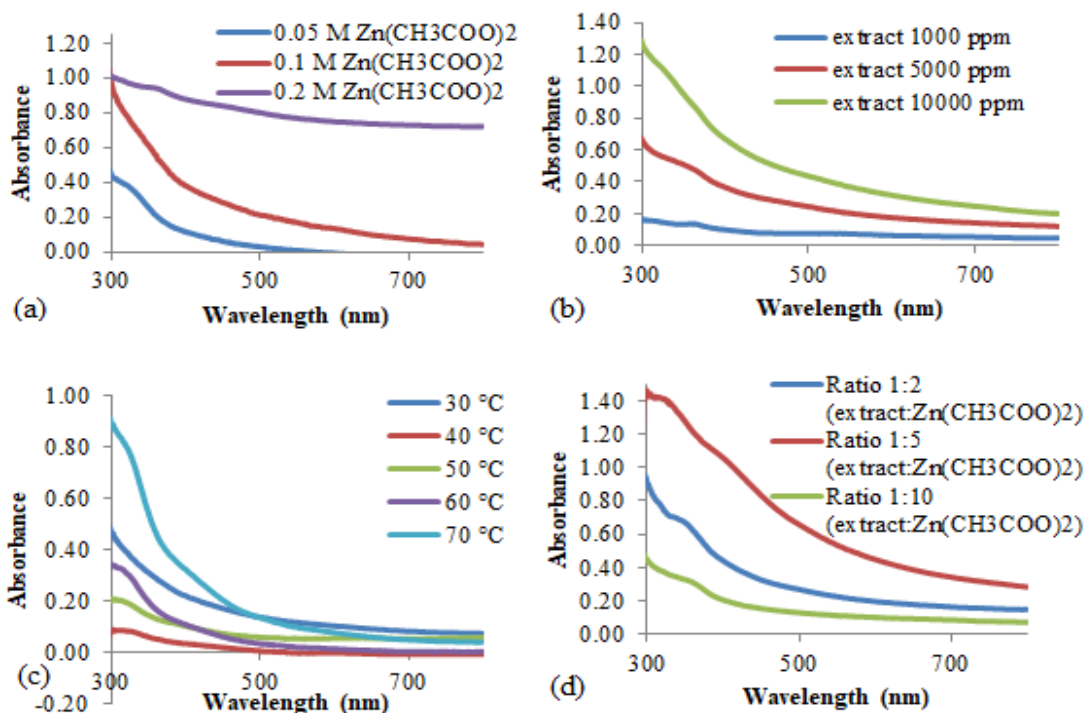 1.20
1.00
0.80
0.60
0.40
0.20
0.00
Absorbance
0.05 M Zn(CH3COO)2
0.1 M Zn(CH3COO)2
0.2 M Zn(CH3COO)2
300 500 700
Wavelength (nm)
(a)
1.40
1.20
1.00
0.80
0.60
0.40
0.20
0.00
Absorbance
extract 1000 ppm
extract 5000 ppm
extract 10000 ppm
300 500 700
Wavelength (nm)
(b)
1.00
0.80
0.60
0.40
0.20
0.00
-0.20
Absorbance
30 °C
40 °C
50 °C
60 °C
70 °C
300 500 700
Wavelength (nm)
(c)
1.40
1.20
1.00
0.80
0.60
0.40
0.20
0.00
Absorbance
Ratio 1:2
(extract:Zn(CH3COO)2)
Ratio 1:5
(extract:Zn(CH3COO)2)
Ratio 1:10
(extract:Zn(CH3COO)2)
300 500 700
Wavelength (nm)
(d)